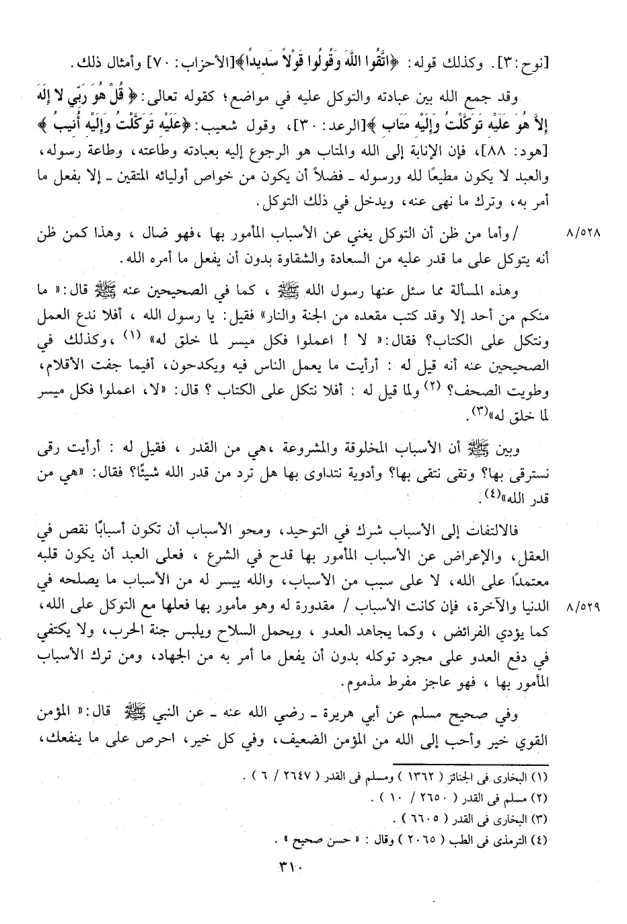 [نوح:٣]. وكذلك قوله: ﴿اتَّقُوا اللَّهَ وَقُولُوا قَوْلاً سَدِيدًا﴾[الأحزاب: ٧٠] وأمثال ذلك.
وقد جمع الله بين عبادته والتوكل عليه في مواضع؛ كقوله تعالى:﴿ قُلْ هُوَ رَبِّي لا إِلَهَ
إِلاَّ هُوَ عَلَيْهِ تَوَكَّلْتُ وَإِلَيْهِ مَتَاب ﴾[الرعد:٣٠]، وقول شعيب:﴿عَلَيْهِ تَوَكَّلْتُ وَإِلَيْهِ أُنِيبُ ﴾
[هود: ٨٨]، فإن الإنابة إلى الله والمتاب هو الرجوع إليه بعبادته وطاعته، وطاعة رسوله،
والعبد لا يكون مطيعًا لله ورسوله ـ فضلاً أن يكون من خواص أوليائه المتقين ـ إلا بفعل ما
أمر به، وترك ما نهى عنه، ويدخل في ذلك التوكل.
٨/٥٢٨ / وأما من ظن أن التوكل يغني عن الأسباب المأمور بها ،فهو ضال ، وهذا كمن ظن
أنه يتوكل على ما قدر عليه من السعادة والشقاوة بدون أن يفعل ما أمره الله.
وهذه المسألة مما سئل عنها رسول الله ﷺ ، كما في الصحيحين عنه ﷺ قال:« ما
منكم من أحد إلا وقد كتب مقعده من الجنة والنار» فقيل: يا رسول الله ، أفلا ندع العمل
ونتكل على الكتاب؟ فقال:« لا ! اعملوا فكل ميسر لما خلق له» (١) ،وكذلك في
الصحيحين عنه أنه قيل له : أرأيت ما يعمل الناس فيه ويكدحون، أفيما جفت الأقلام،
وطويت الصحف؟ (٢) ولما قيل له : أفلا نتكل على الكتاب ؟ قال: «لا، اعملوا فكل ميسر
لما خلق له»(٣).
وبين ﷺ أن الأسباب المخلوقة والمشروعة ،هي من القدر ، فقيل له : أرأيت رقى
نسترقى بها؟ وتقى نتقى بها؟ وأدوية نتداوى بها هل ترد من قدر الله شيئًا؟ فقال: «هي من
قدر الله»(٤).
فالالتفات إلى الأسباب شرك في التوحيد، ومحو الأسباب أن تكون أسبابًا نقص في
العقل، والإعراض عن الأسباب المأمور بها قدح في الشرع ، فعلى العبد أن يكون قلبه
معتمدًا على الله، لا على سبب من الأسباب، والله ييسر له من الأسباب ما يصلحه في
٨/٥٢٩ الدنيا والآخرة، فإن كانت الأسباب / مقدورة له وهو مأمور بها فعلها مع التوكل على الله،
كما يؤدي الفرائض ، وكما يجاهد العدو ، ويحمل السلاح ويلبس جنة الحرب، ولا يكتفي
في دفع العدو على مجرد توكله بدون أن يفعل ما أمر به من الجهاد، ومن ترك الأسباب
المأمور بها ، فهو عاجز مفرط مذموم.
وفي صحيح مسلم عن أبي هريرة ـ رضي الله عنه ـ عن النبي ﷺ قال:« المؤمن
القوي خير وأحب إلى الله من المؤمن الضعيف، وفي كل خير، احرص على ما ينفعك،
(١) البخارى فى الجنائز ( ١٣٦٢ ) ومسلم فى القدر ( ٢٦٤٧ / ٦ ) .
(٢) مسلم فى القدر ( ٢٦٥٠ / ١٠ ) .
(٣) البخارى فى القدر ( ٦٦٠٥ ) .
(٤) الترمذى فى الطب ( ٢٠٦٥ ) وقال : « حسن صحيح » .
٣١٠